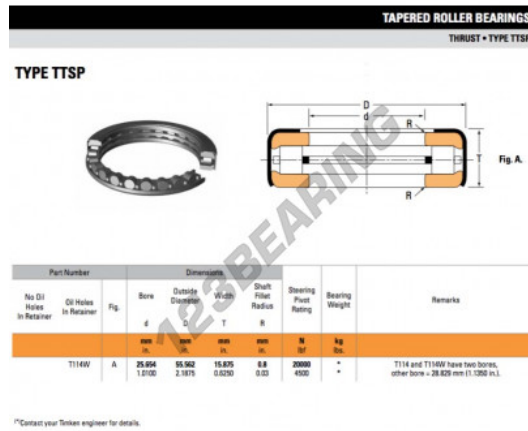 TAPERED ROLLER BEARINGS
THRUST • TYPE TTSP
TYPE TTSP
D
d
R
T
Fig. A.
R
123BEARING
Part Number Dimensions
No Oil Holes In Retainer Oil Holes In Retainer Fig. Bore Outside Diameter Width Shaft Fillet Radius Steering Pivot Rating Bearing Weight Remarks
d D T R
mm mm mm mm N kg
in. in. in. in. lbf lbs.
T114W A 25.654 55.562 15.875 0.8 20000 * T114 and T114W have two bores,
1.0100 2.1875 0.6250 0.03 4500 * other bore = 28.829 mm (1.1350 in.).
(*)Contact your Timken engineer for details.